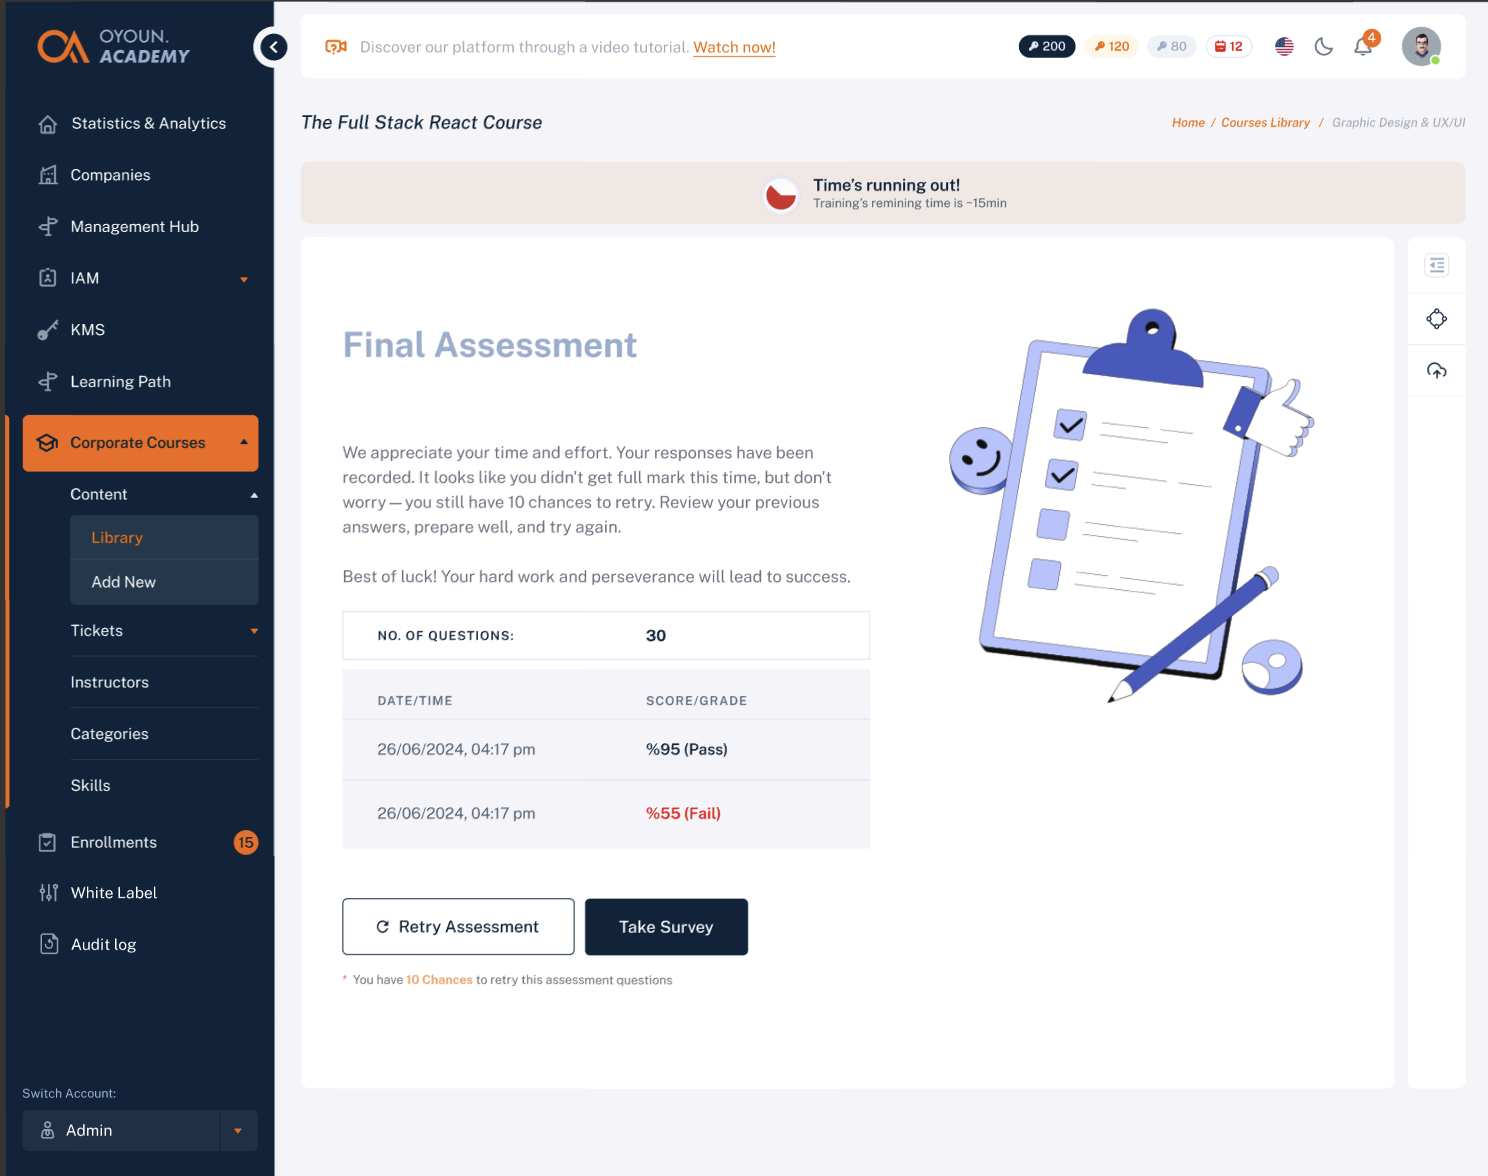 OYOUN.
ACADEMY
Statistics & Analytics
Companies
Management Hub
IAM
KMS
Learning Path
Corporate Courses
Content
Library
Add New
Tickets
Instructors
Categories
Skills
Enrollments 15
White Label
Audit log
Switch Account:
Admin
Discover our platform through a video tutorial. Watch now!
200 120 80 12 4
The Full Stack React Course
Home / Courses Library / Graphic Design & UX/UI
Time's running out!
Training's remining time is ~15min
Final Assessment
We appreciate your time and effort. Your responses have been
recorded. It looks like you didn't get full mark this time, but don't
worry—you still have 10 chances to retry. Review your previous
answers, prepare well, and try again.
Best of luck! Your hard work and perseverance will lead to success.
NO. OF QUESTIONS: 30
DATE/TIME SCORE/GRADE
26/06/2024, 04:17 pm %95 (Pass)
26/06/2024, 04:17 pm %55 (Fail)
Retry Assessment Take Survey
* You have 10 Chances to retry this assessment questions